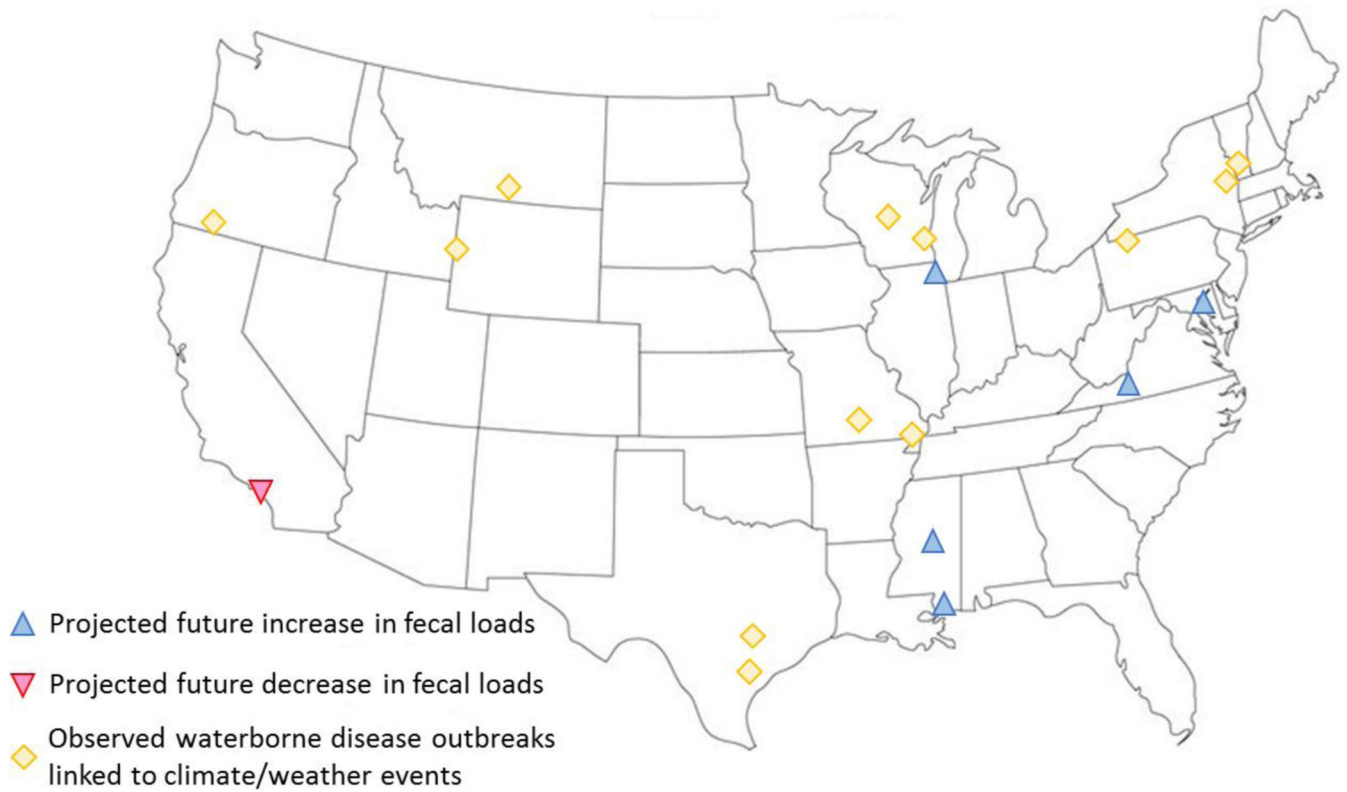 Projected future increase in fecal loads
Projected future decrease in fecal loads
Observed waterborne disease outbreaks
linked to climate/weather events